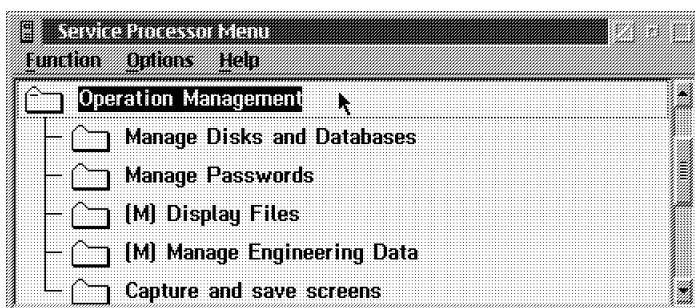 Service Processor Menu
Function Options Help
Operation Management
Manage Disks and Databases
Manage Passwords
(M) Display Files
(M) Manage Engineering Data
Capture and save screens